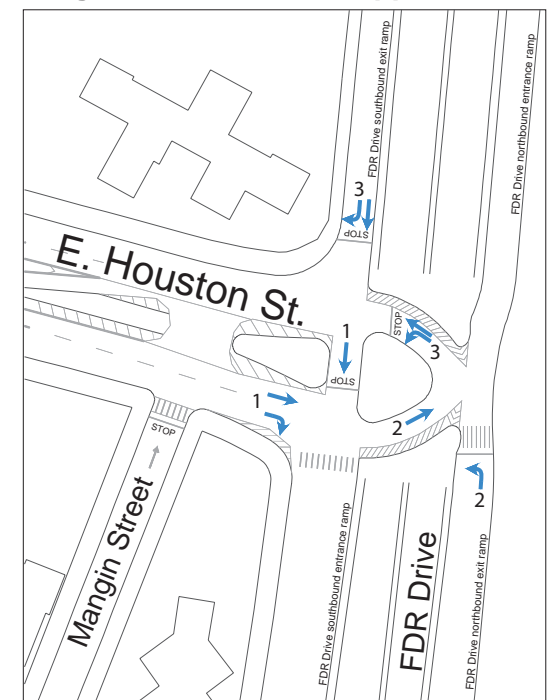 FDR Drive southbound exit ramp
FDR Drive northbound entrance ramp
3
STOP
E. Houston St.
STOP
1
3
STOP
1
2
STOP
2
Mangin Street
FDR Drive southbound entrance ramp
FDR Drive
FDR Drive northbound exit ramp